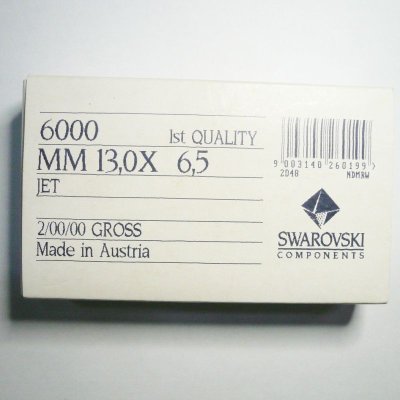 6000 1st QUALITY
MM 13,0X 6,5
JET
2/00/00 GROSS
Made in Austria
9 003140 260199 >
2048 NDMRW
SWAROVSKI
COMPONENTS